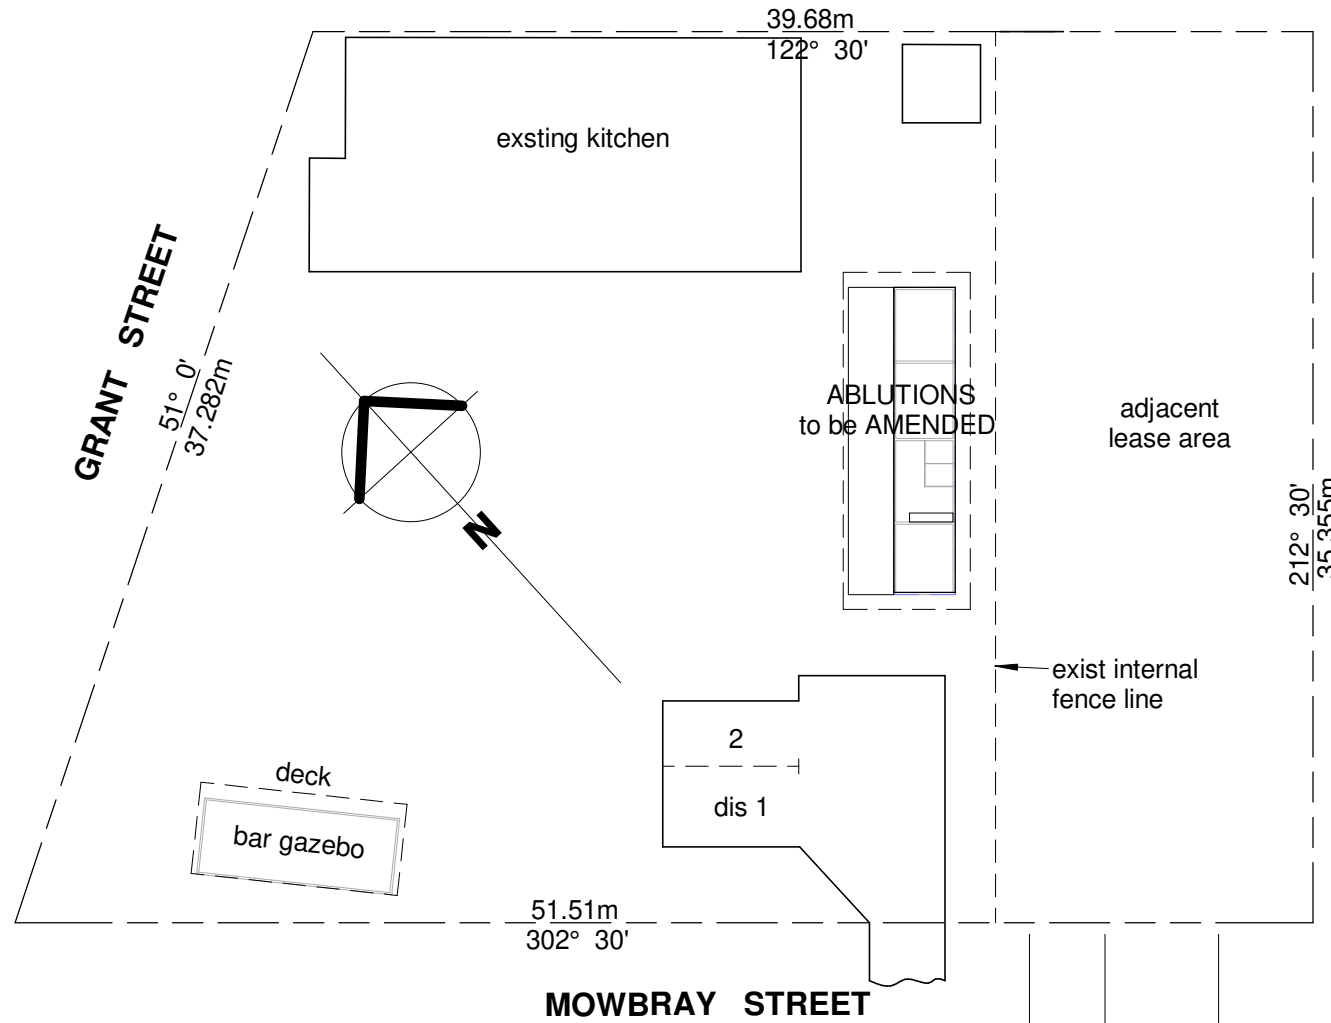 39.68m
122° 30'
exsting kitchen
GRANT STREET
51° 0'
37.282m
ABLUTIONS
to be AMENDED
adjacent
lease area
N
212° 30'
35.355m
exist internal
fence line
2
dis 1
deck
bar gazebo
51.51m
302° 30'
MOWBRAY STREET